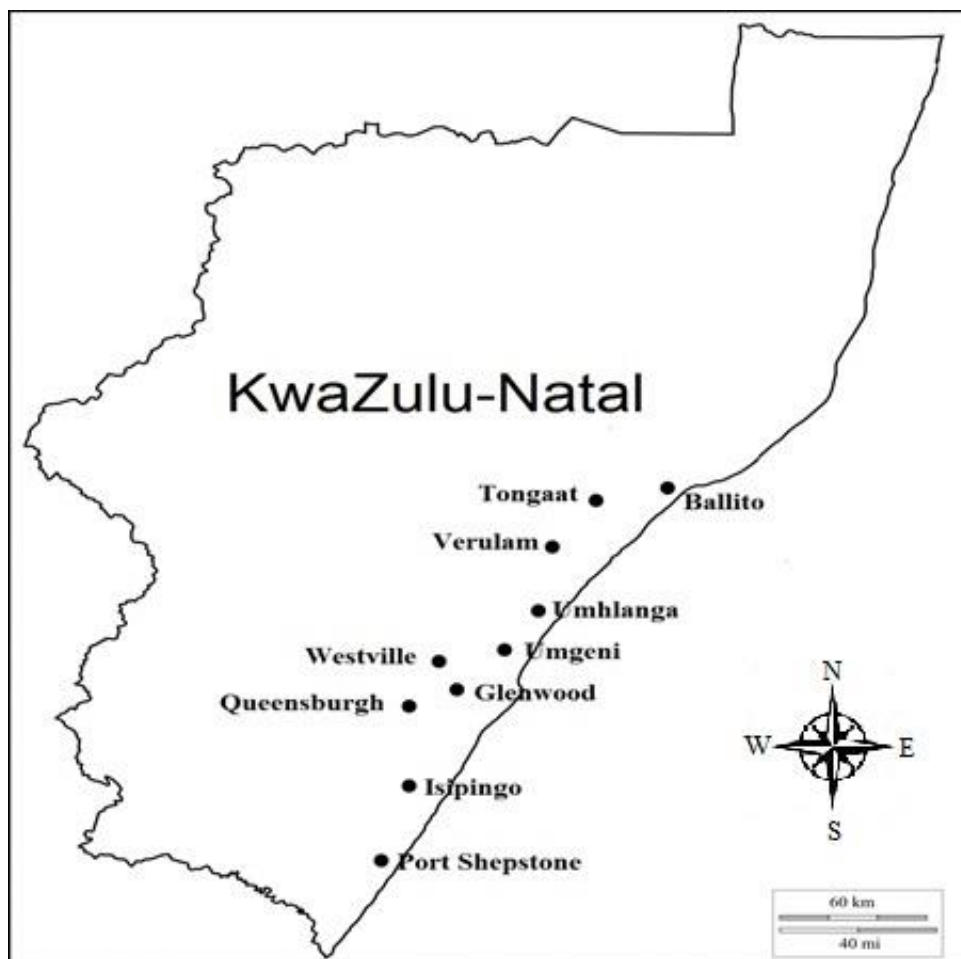 KwaZulu-Natal
Tongaat
Ballito
Verulam
Umhlanga
Umgeni
Westville
Glenwood
Queensburgh
Isipingo
Port Shepstone
N
W
E
S
60 km
40 mi